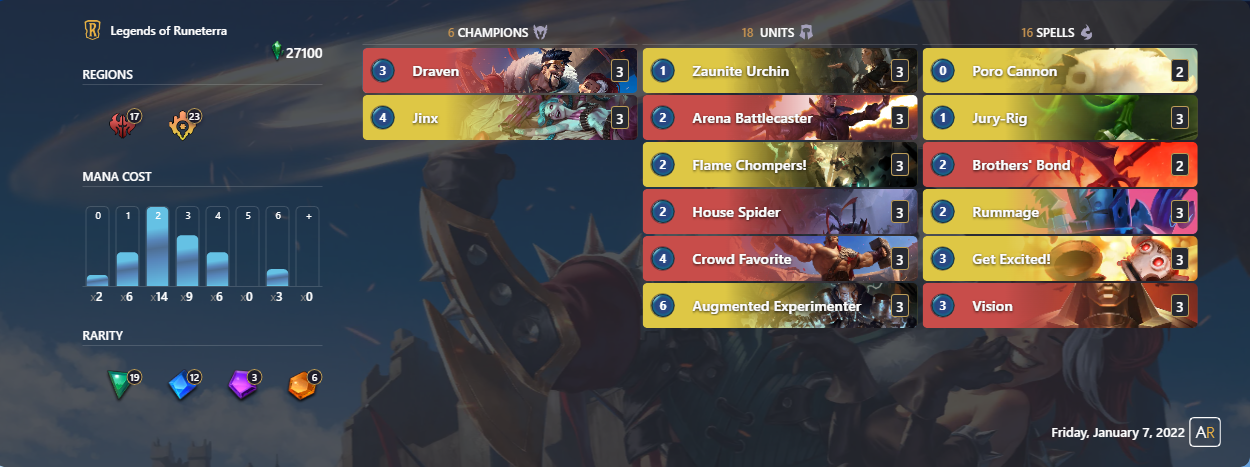 Legends of Runeterra
27100
REGIONS
17 23
MANA COST
0 1 2 3 4 5 6 +
x2 x6 x14 x9 x6 x0 x3 x0
RARITY
19 12 3 6
6 CHAMPIONS
3 Draven 3
4 Jinx 3
18 UNITS
1 Zaunite Urchin 3
2 Arena Battlecaster 3
2 Flame Chompers! 3
2 House Spider 3
4 Crowd Favorite 3
6 Augmented Experimenter 3
16 SPELLS
0 Poro Cannon 2
1 Jury-Rig 3
2 Brothers' Bond 2
2 Rummage 3
3 Get Excited! 3
3 Vision 3
Friday, January 7, 2022 AR